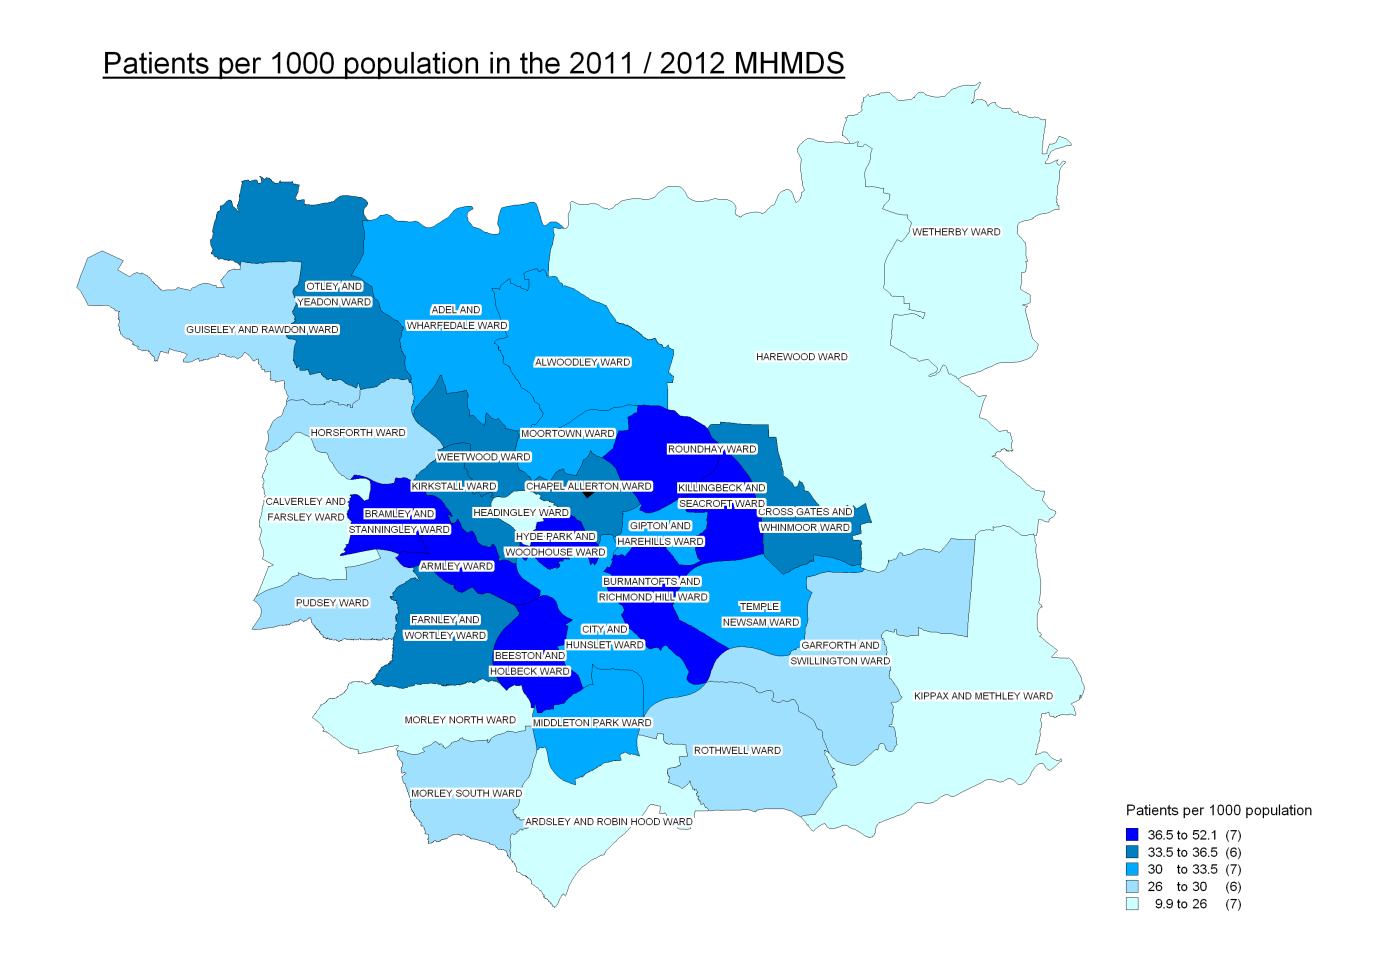 Patients per 1000 population in the 2011 / 2012 MHMDS
WETHERBY WARD
OTLEY AND
YEADON WARD
ADEL AND
WHARFEDALE WARD
GUISELEY AND RAWDON WARD
HAREWOOD WARD
ALWOODLEY WARD
HORSFORTH WARD
MOORTOWN WARD
ROUNDHAY WARD
WEETWOOD WARD
KIRKSTALL WARD
CHAPEL ALLERTON WARD
KILLINGBECK AND
SEACROFT WARD
CALVERLEY AND
FARSLEY WARD
BRAMLEY AND
STANNINGLEY WARD
HEADINGLEY WARD
CROSS GATES AND
WHINMOOR WARD
GIPTON AND
HAREHILLS WARD
HYDE PARK AND
WOODHOUSE WARD
ARMLEY WARD
BURMANTOFTS AND
RICHMOND HILL WARD
PUDSEY WARD
TEMPLE
NEWSAM WARD
FARNLEY AND
WORTLEY WARD
CITY AND
HUNSLET WARD
GARFORTH AND
SWILLINGTON WARD
BEESTON AND
HOLBECK WARD
KIPPAX AND METHLEY WARD
MORLEY NORTH WARD
MIDDLETON PARK WARD
ROTHWELL WARD
MORLEY SOUTH WARD
ARDSLEY AND ROBIN HOOD WARD
Patients per 1000 population
36.5 to 52.1 (7)
33.5 to 36.5 (6)
30 to 33.5 (7)
26 to 30 (6)
9.9 to 26 (7)